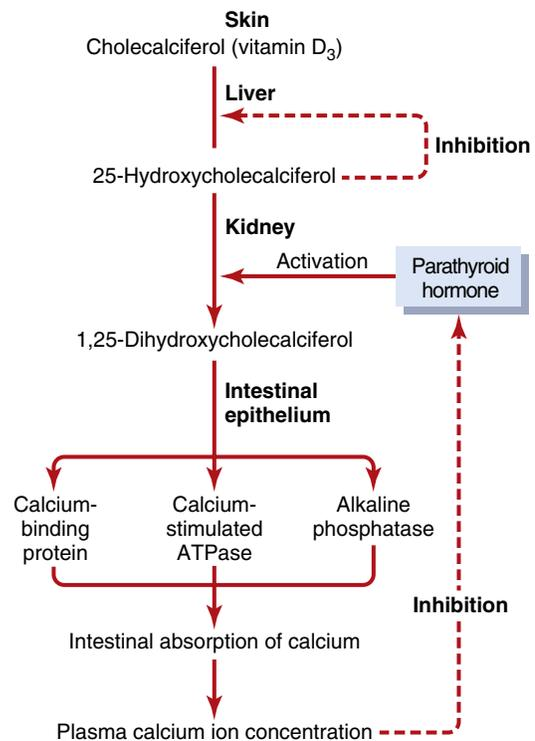 Skin
Cholecalciferol (vitamin D3)
Liver
Inhibition
25-Hydroxycholecalciferol
Kidney
Activation
Parathyroid
hormone
1,25-Dihydroxycholecalciferol
Intestinal
epithelium
Calcium-
binding
protein
Calcium-
stimulated
ATPase
Alkaline
phosphatase
Inhibition
Intestinal absorption of calcium
Plasma calcium ion concentration